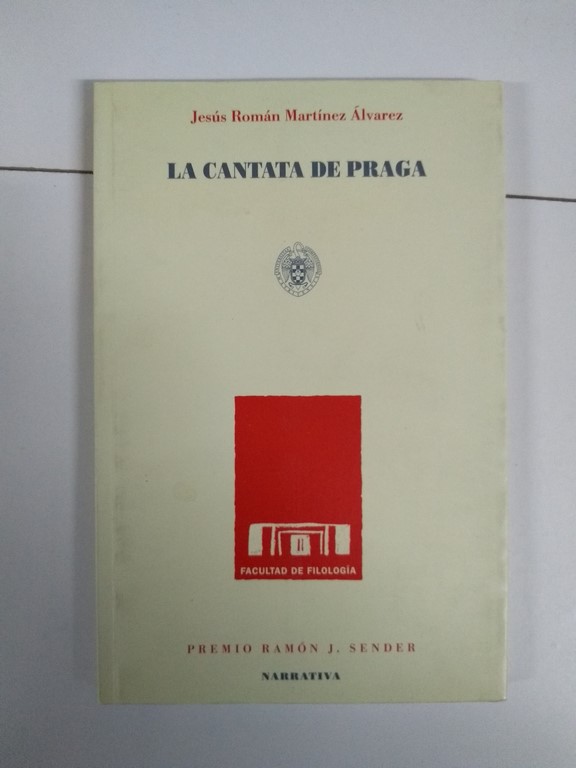 Jesús Román Martínez Álvarez
LA CANTATA DE PRAGA
FACULTAD DE FILOLOGÍA
PREMIO RAMÓN J. SENDER
NARRATIVA